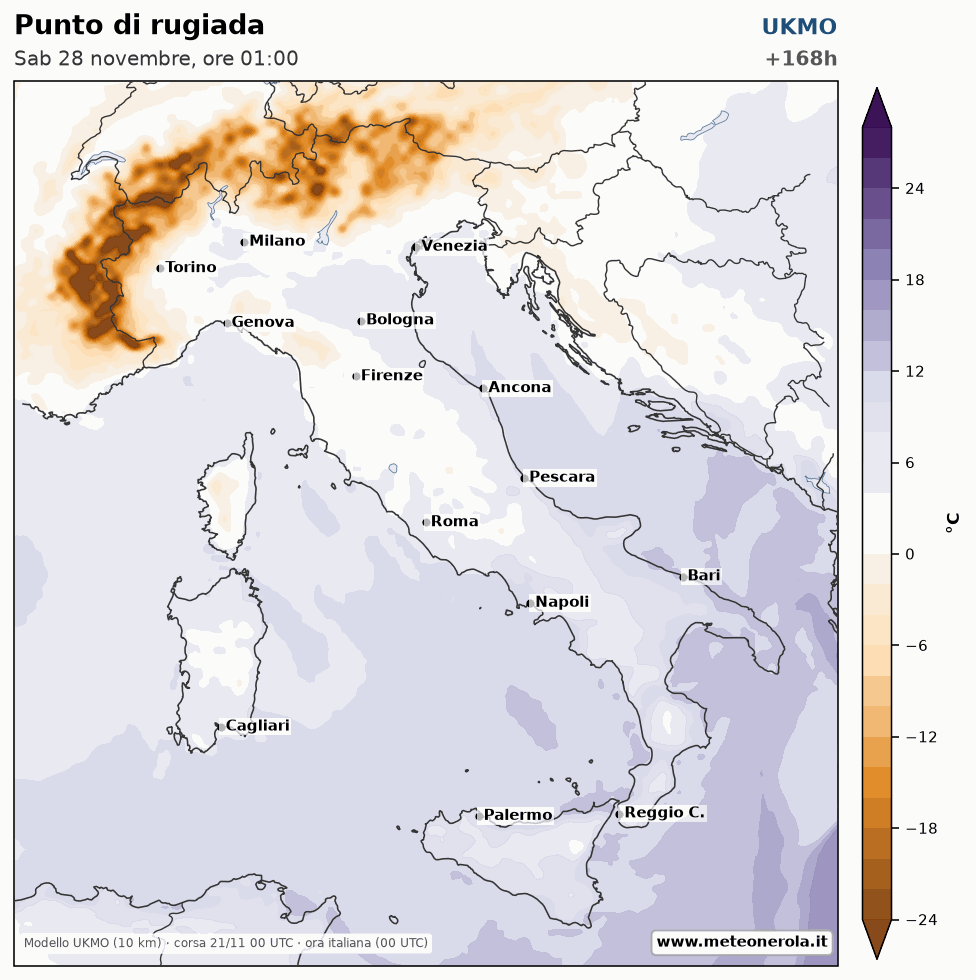 Punto di rugiada
UKMO
Sab 28 novembre, ore 01:00
+168h
24
18
12
6
0
−6
−12
−18
−24
°C
Milano
Venezia
Torino
Genova
Bologna
Firenze
Ancona
Pescara
Roma
Bari
Napoli
Cagliari
Palermo
Reggio C.
Modello UKMO (10 km) · corsa 21/11 00 UTC · ora italiana (00 UTC)
www.meteonerola.it